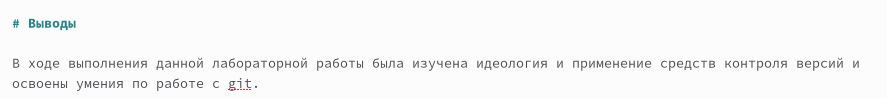 # Выводы
В ходе выполнения данной лабораторной работы была изучена идеология и применение средств контроля версий и
освоены умения по работе с git.